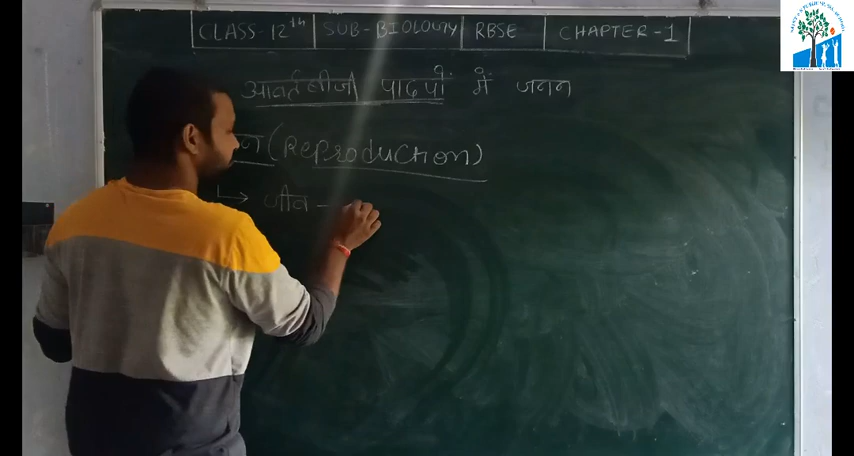 CLASS-12th SUB-BIOLOGY RBSE CHAPTER-1
आवर्तबीजी पादपों में जनन
न (Reproduction)
↳ जीव -